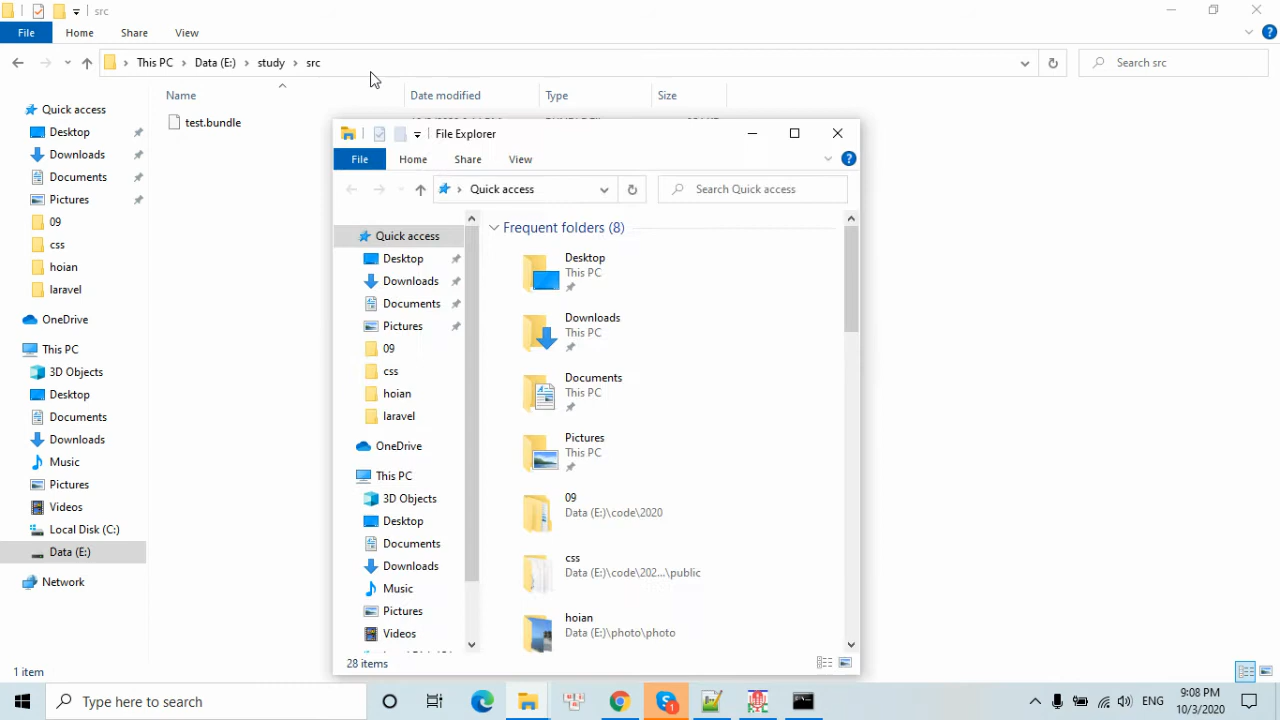 src
File Home Share View
This PC Data (E:) study src
Search src
Name Date modified Type Size
test.bundle
Quick access
Desktop
Downloads
Documents
Pictures
09
css
hoian
laravel
OneDrive
This PC
3D Objects
Desktop
Documents
Downloads
Music
Pictures
Videos
Local Disk (C:)
Data (E:)
Network
1 item
File Explorer
File Home Share View
Quick access
Search Quick access
Quick access
Desktop
Downloads
Documents
Pictures
09
css
hoian
laravel
OneDrive
This PC
3D Objects
Desktop
Documents
Downloads
Music
Pictures
Videos
Frequent folders (8)
Desktop
This PC
Downloads
This PC
Documents
This PC
Pictures
This PC
09
Data (E:)\code\2020
css
Data (E:)\code\202...\public
hoian
Data (E:)\photo\photo
28 items
Type here to search
1
ENG
9:08 PM
10/3/2020